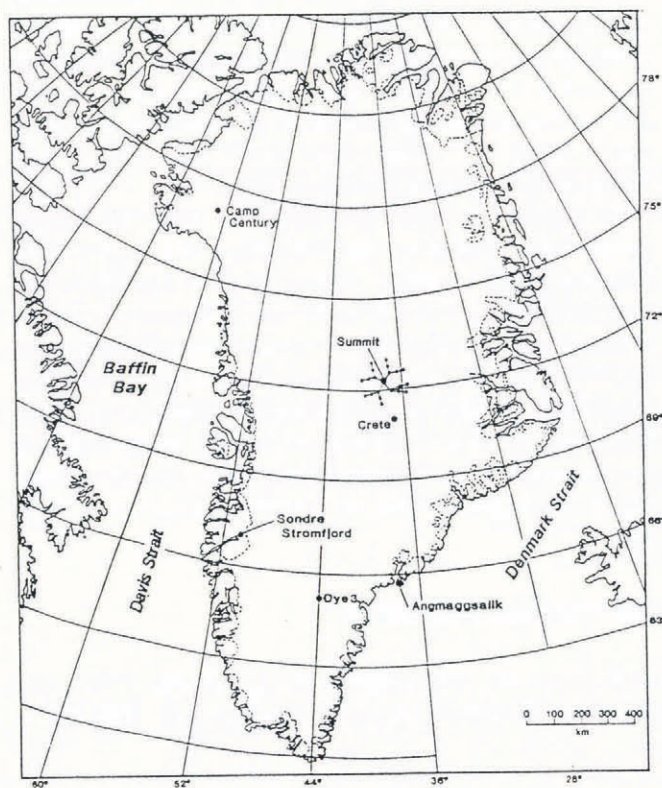 78°
75°
Camp
Century
72°
Summit
Baffin
Bay
69°
Crete
66°
Sondre
Stromfjord
Davis Strait
Denmark Strait
Dye3
Angmaggsalik
63°
0 100 200 300 400
km
60°
52°
44°
36°
28°